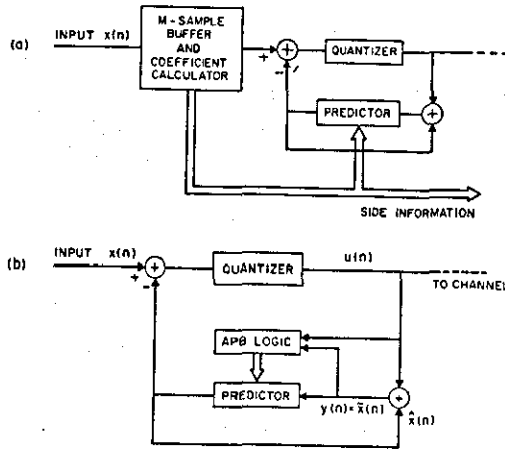 (a)
INPUT x(n)
M-SAMPLE
BUFFER
AND
COEFFICIENT
CALCULATOR
+
-
+
QUANTIZER
PREDICTOR
+
SIDE INFORMATION
(b)
INPUT x(n)
+
-
+
QUANTIZER
u(n)
TO CHANNEL
APB LOGIC
PREDICTOR
y(n)=x̃(n)
+
x̂(n)